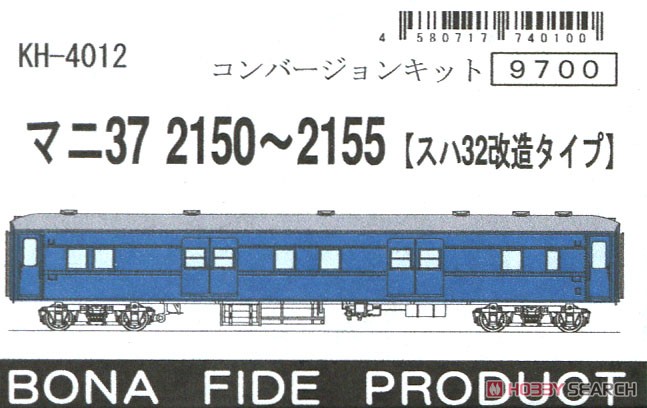 4 580717 740100
KH-4012
コンバージョンキット 9700
マニ37 2150～2155【スハ32改造タイプ】
BONA FIDE PRODUCT
HOBBY SEARCH